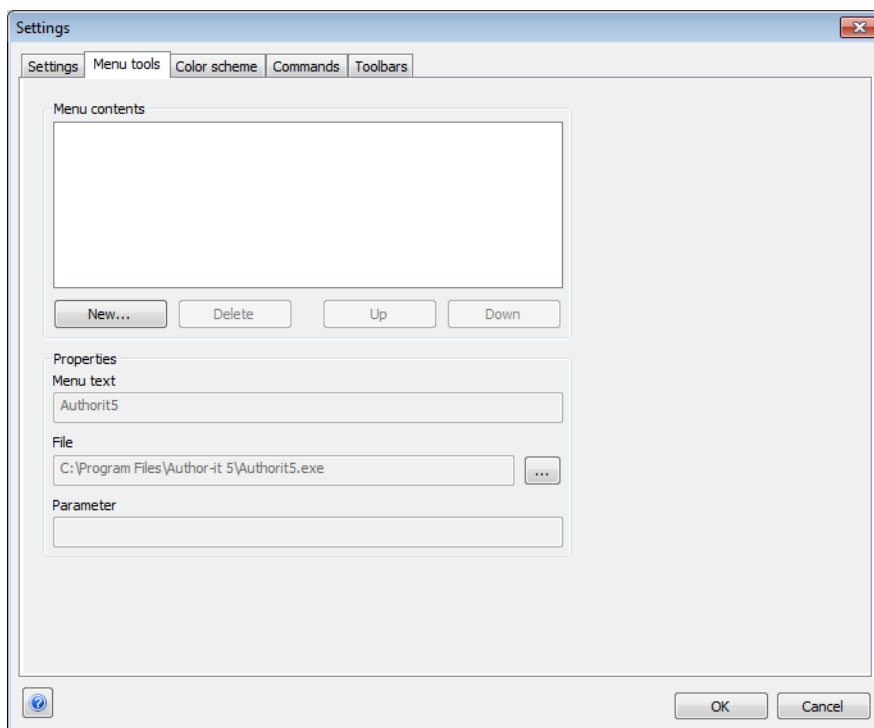 Settings
Settings Menu tools Color scheme Commands Toolbars
Menu contents
New... Delete Up Down
Properties
Menu text
Authorit5
File
C:\Program Files\Author-it 5\Authorit5.exe ...
Parameter
? OK Cancel